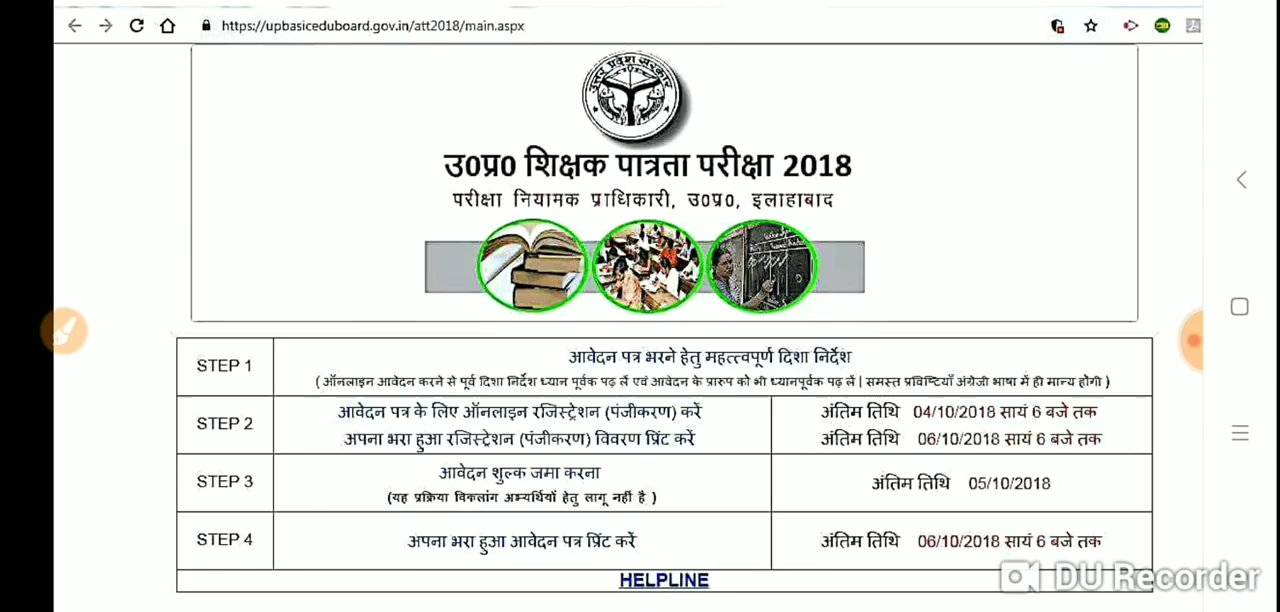 https://upbasiceduboard.gov.in/att2018/main.aspx
उत्तर प्रदेश सरकार
उ0प्र0 शिक्षक पात्रता परीक्षा 2018
परीक्षा नियामक प्राधिकारी, उ0प्र0, इलाहाबाद
STEP 1
आवेदन पत्र भरने हेतु महत्त्वपूर्ण दिशा निर्देश
( ऑनलाइन आवेदन करने से पूर्व दिशा निर्देश ध्यान पूर्वक पढ़ लें एवं आवेदन के प्रारूप को भी ध्यानपूर्वक पढ़ लें | समस्त प्रविष्टियाँ अंग्रेजी भाषा में ही मान्य होंगी )
STEP 2
आवेदन पत्र के लिए ऑनलाइन रजिस्ट्रेशन (पंजीकरण) करें
अंतिम तिथि 04/10/2018 सायं 6 बजे तक
अपना भरा हुआ रजिस्ट्रेशन (पंजीकरण) विवरण प्रिंट करें
अंतिम तिथि 06/10/2018 सायं 6 बजे तक
STEP 3
आवेदन शुल्क जमा करना
(यह प्रक्रिया विकलांग अभ्यर्थियों हेतु लागू नहीं है )
अंतिम तिथि 05/10/2018
STEP 4
अपना भरा हुआ आवेदन पत्र प्रिंट करें
अंतिम तिथि 06/10/2018 सायं 6 बजे तक
HELPLINE
DU Recorder